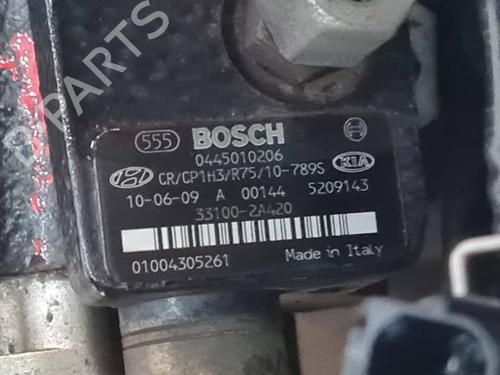 B PARTS
555 BOSCH
0445010206
CR/CP1H3/R75/10-789S KIA
10-06-09 A 00144 5209143
33100-2A420
01004305261 Made in Italy